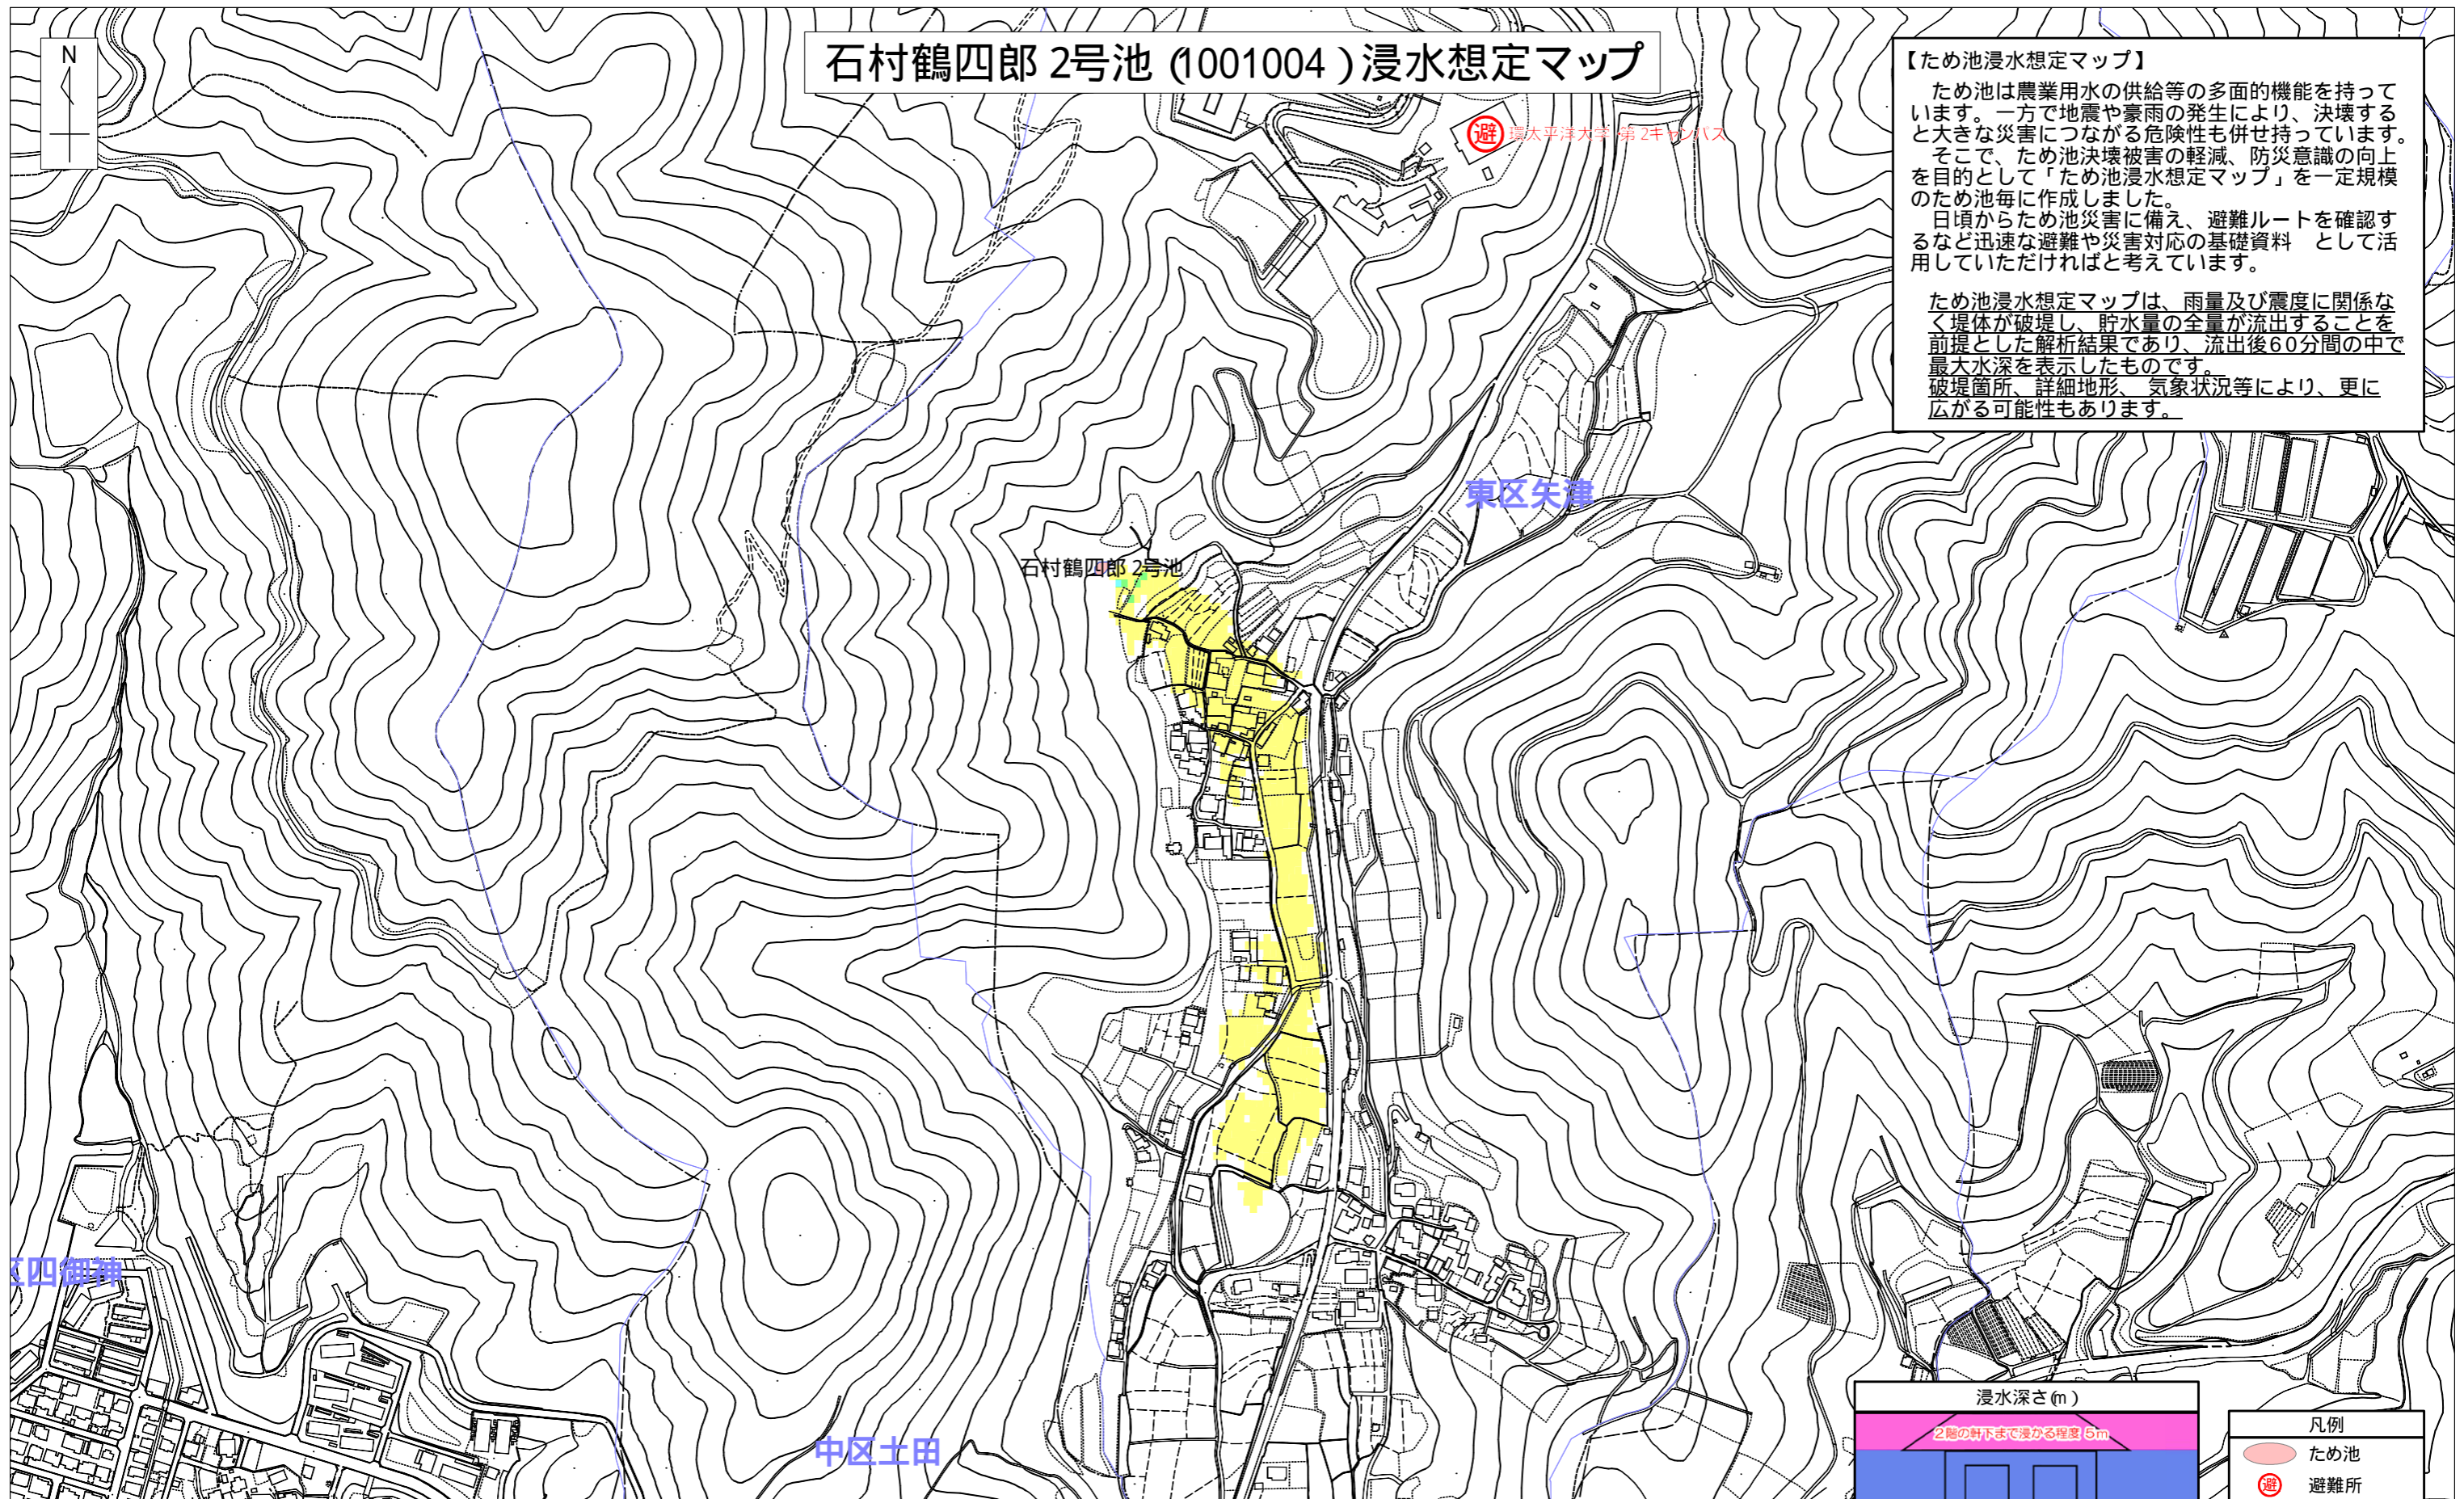 N
石村鶴四郎 2号池 (1001004 ) 浸水想定マップ
【ため池浸水想定マップ】
ため池は農業用水の供給等の多面的機能を持って
います。一方で地震や豪雨の発生により、決壊する
と大きな災害につながる危険性も併せ持っています。
そこで、ため池決壊被害の軽減、防災意識の向上
を目的として「ため池浸水想定マップ」を一定規模
のため池毎に作成しました。
日頃からため池災害に備え、避難ルートを確認す
るなど迅速な避難や災害対応の基礎資料 として活
用していただければと考えています。
ため池浸水想定マップは、雨量及び震度に関係な
く堤体が破堤し、貯水量の全量が流出することを
前提とした解析結果であり、流出後60分間の中で
最大水深を表示したものです。
破堤箇所、詳細地形、 気象状況等により、更に
広がる可能性もあります。
避 環太平洋大学 第2キャンパス
東区矢津
石村鶴四郎 2号池
区四御神
中区土田
浸水深さ(m )
2階の軒下まで浸かる程度 5m
凡例
ため池
避 避難所